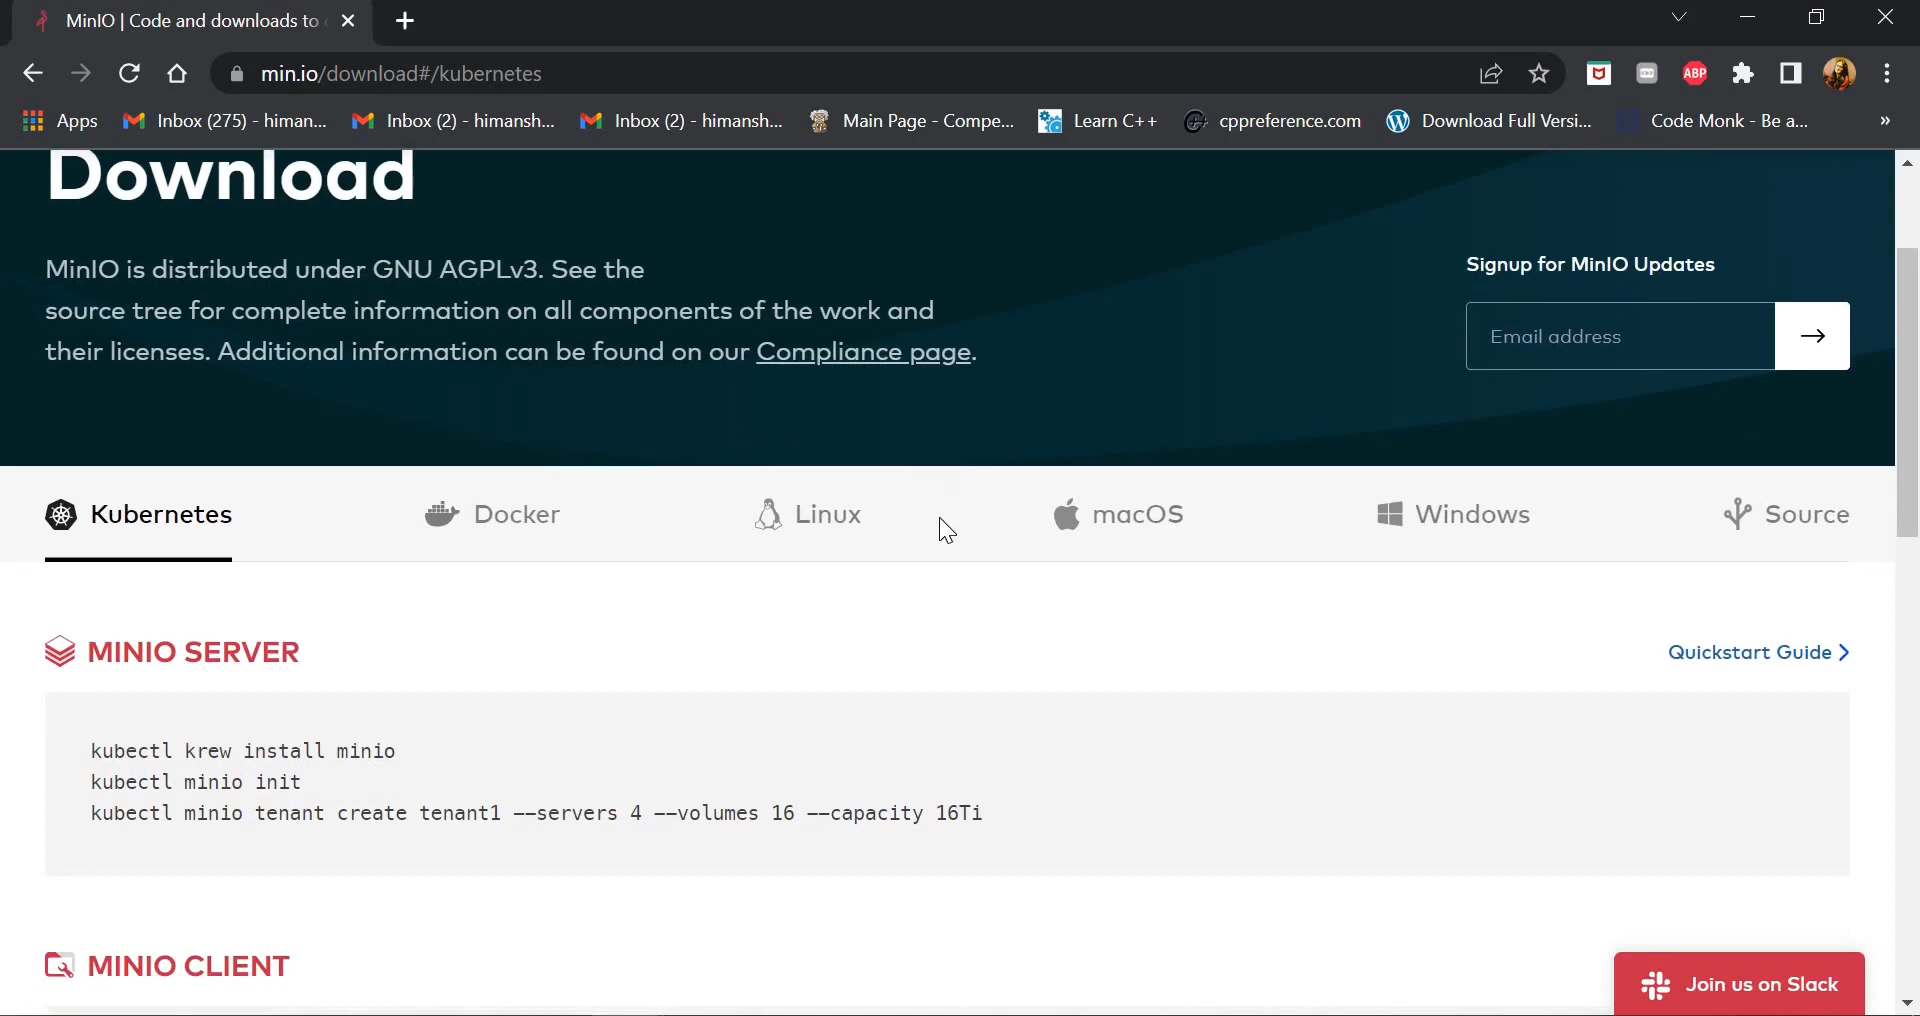 MinIO | Code and downloads to
min.io/download#/kubernetes
ABP
Apps
Inbox (275) - himan...
Inbox (2) - himansh...
Inbox (2) - himansh...
Main Page - Compe...
Learn C++
cppreference.com
Download Full Versi...
Code Monk - Be a...
»
Download
MinIO is distributed under GNU AGPLv3. See the
source tree for complete information on all components of the work and
their licenses. Additional information can be found on our Compliance page.
Signup for MinIO Updates
Email address
Kubernetes
Docker
Linux
macOS
Windows
Source
MINIO SERVER
Quickstart Guide
kubectl krew install minio
kubectl minio init
kubectl minio tenant create tenant1 --servers 4 --volumes 16 --capacity 16Ti
MINIO CLIENT
Join us on Slack